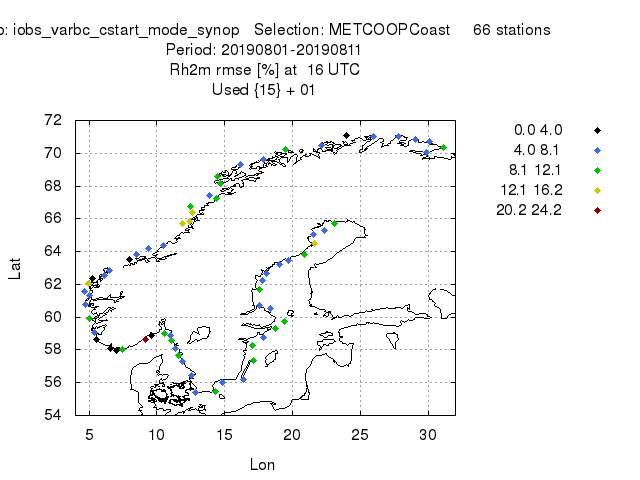 : iobs_varbc_cstart_mode_synop Selection: METCOOPCoast 66 stations
Period: 20190801-20190811
Rh2m rmse [%] at 16 UTC
Used {15} + 01
72
70
68
66
64
62
60
58
56
54
5 10 15 20 25 30
Lat
Lon
0.0 4.0
4.0 8.1
8.1 12.1
12.1 16.2
20.2 24.2